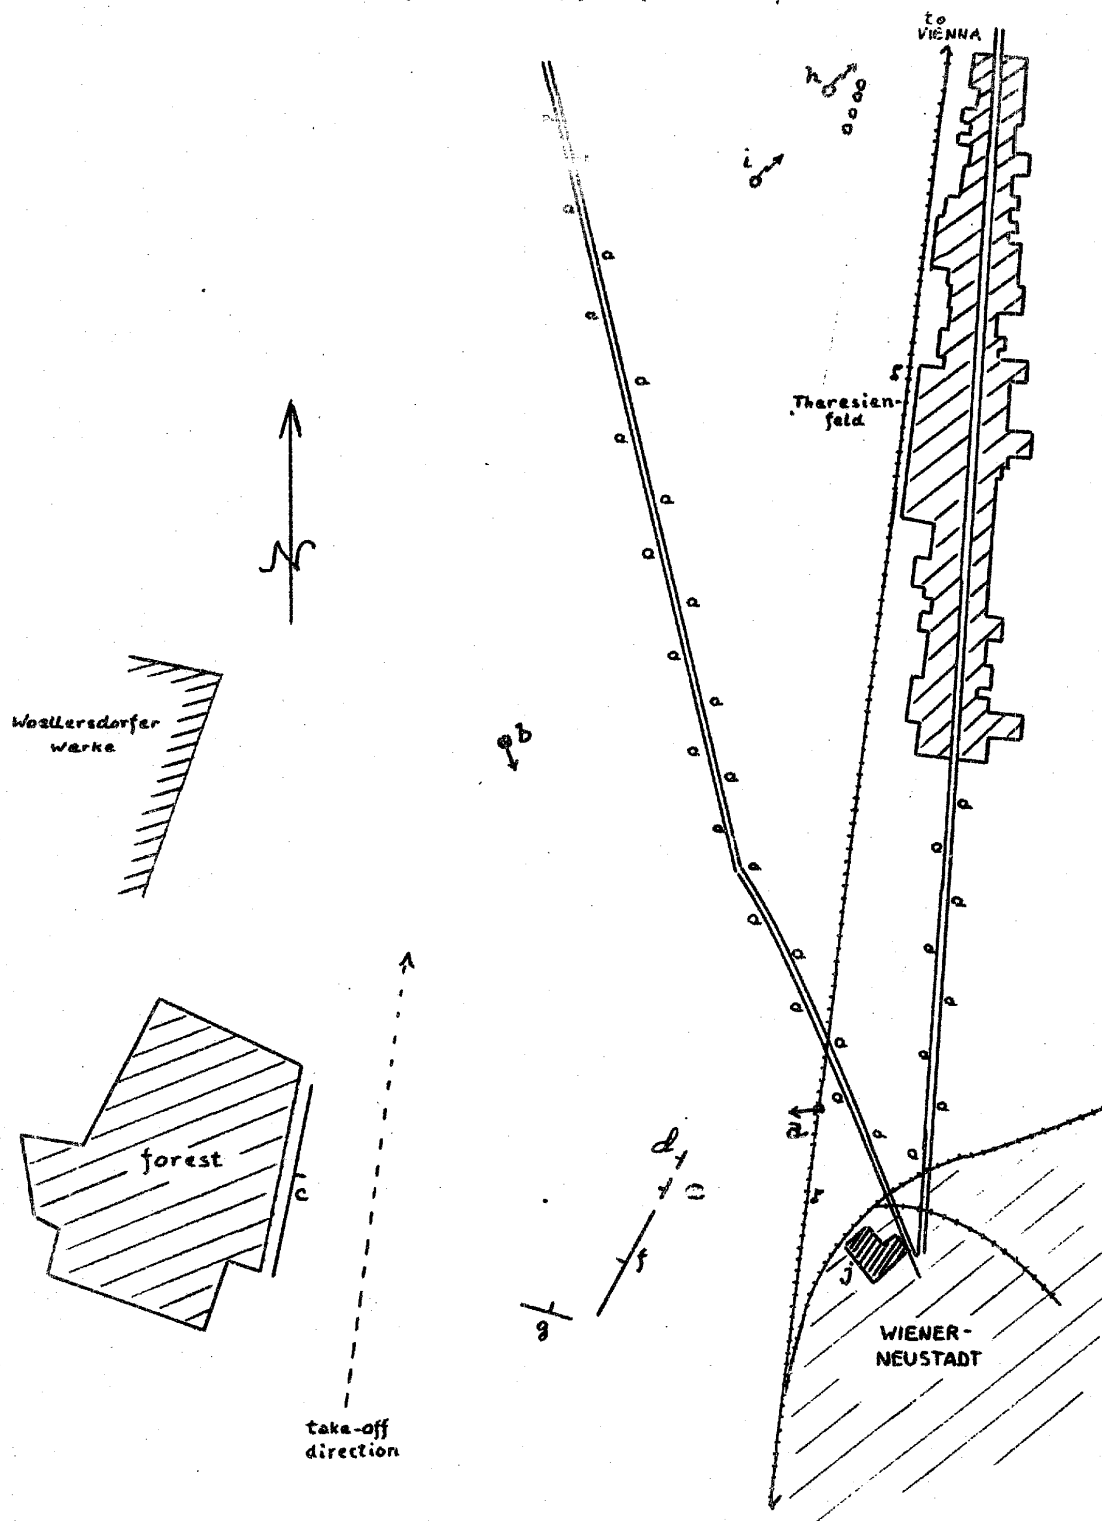 to
VIENNA
h
i
Theresien-
feld
N
Woellersdorfer
Werke
b
a
d
e
forest
c
f
g
j
WIENER-
NEUSTADT
take-off
direction